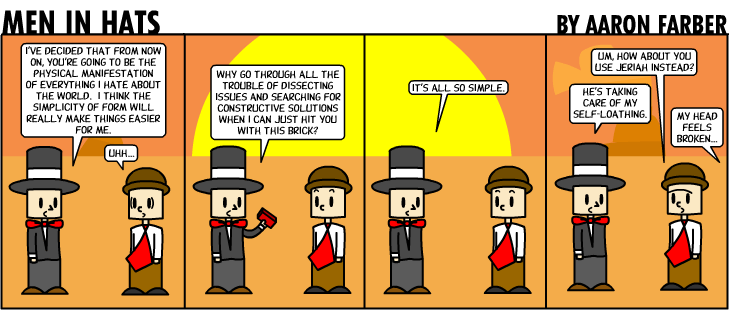 MEN IN HATS
BY AARON FARBER
I'VE DECIDED THAT FROM NOW
ON, YOU'RE GOING TO BE THE
PHYSICAL MANIFESTATION
OF EVERYTHING I HATE ABOUT
THE WORLD. I THINK THE
SIMPLICITY OF FORM WILL
REALLY MAKE THINGS EASIER
FOR ME.
UHH...
WHY GO THROUGH ALL THE
TROUBLE OF DISSECTING
ISSUES AND SEARCHING FOR
CONSTRUCTIVE SOLUTIONS
WHEN I CAN JUST HIT YOU
WITH THIS BRICK?
IT'S ALL SO SIMPLE.
UM, HOW ABOUT YOU
USE JERIAH INSTEAD?
HE'S TAKING
CARE OF MY
SELF-LOATHING.
MY HEAD
FEELS
BROKEN...